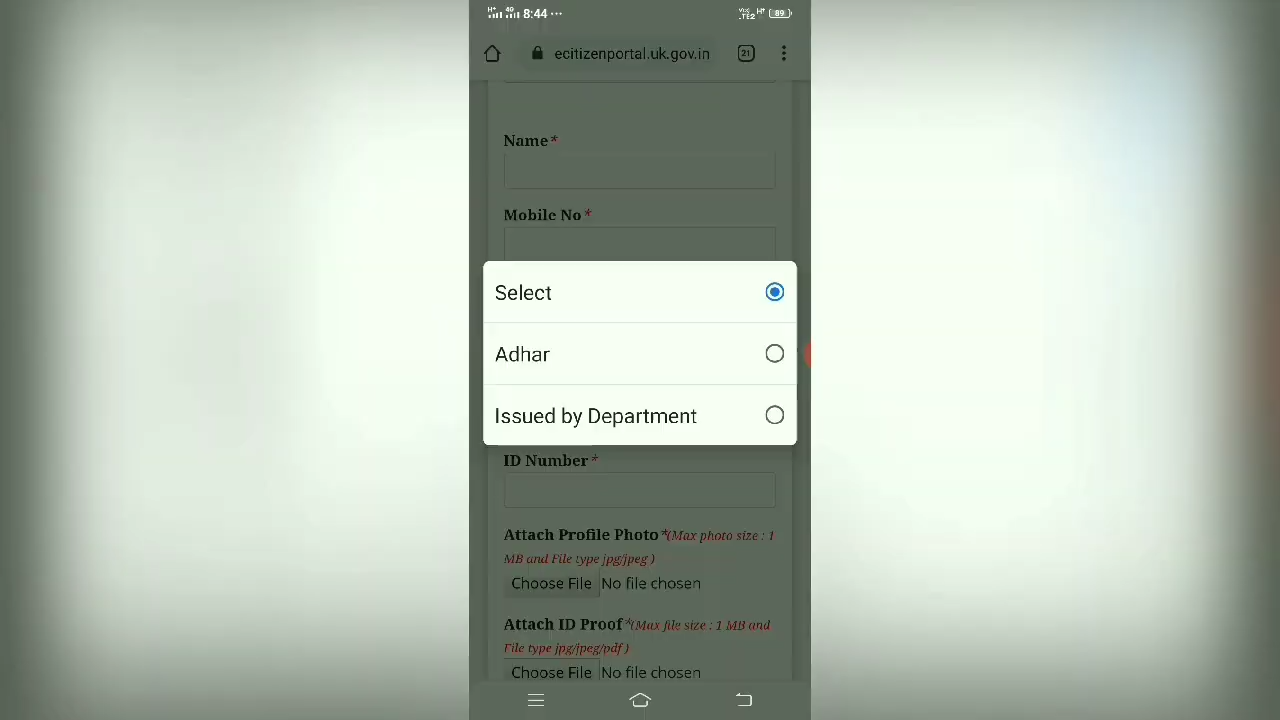 8:44 ...
89
ecitizenportal.uk.gov.in
21
Name*
Mobile No*
Select
Adhar
Issued by Department
ID Number*
Attach Profile Photo*(Max photo size : 1
MB and File type jpg/jpeg )
Choose File No file chosen
Attach ID Proof*(Max file size : 1 MB and
File type jpg/jpeg/pdf )
Choose File No file chosen